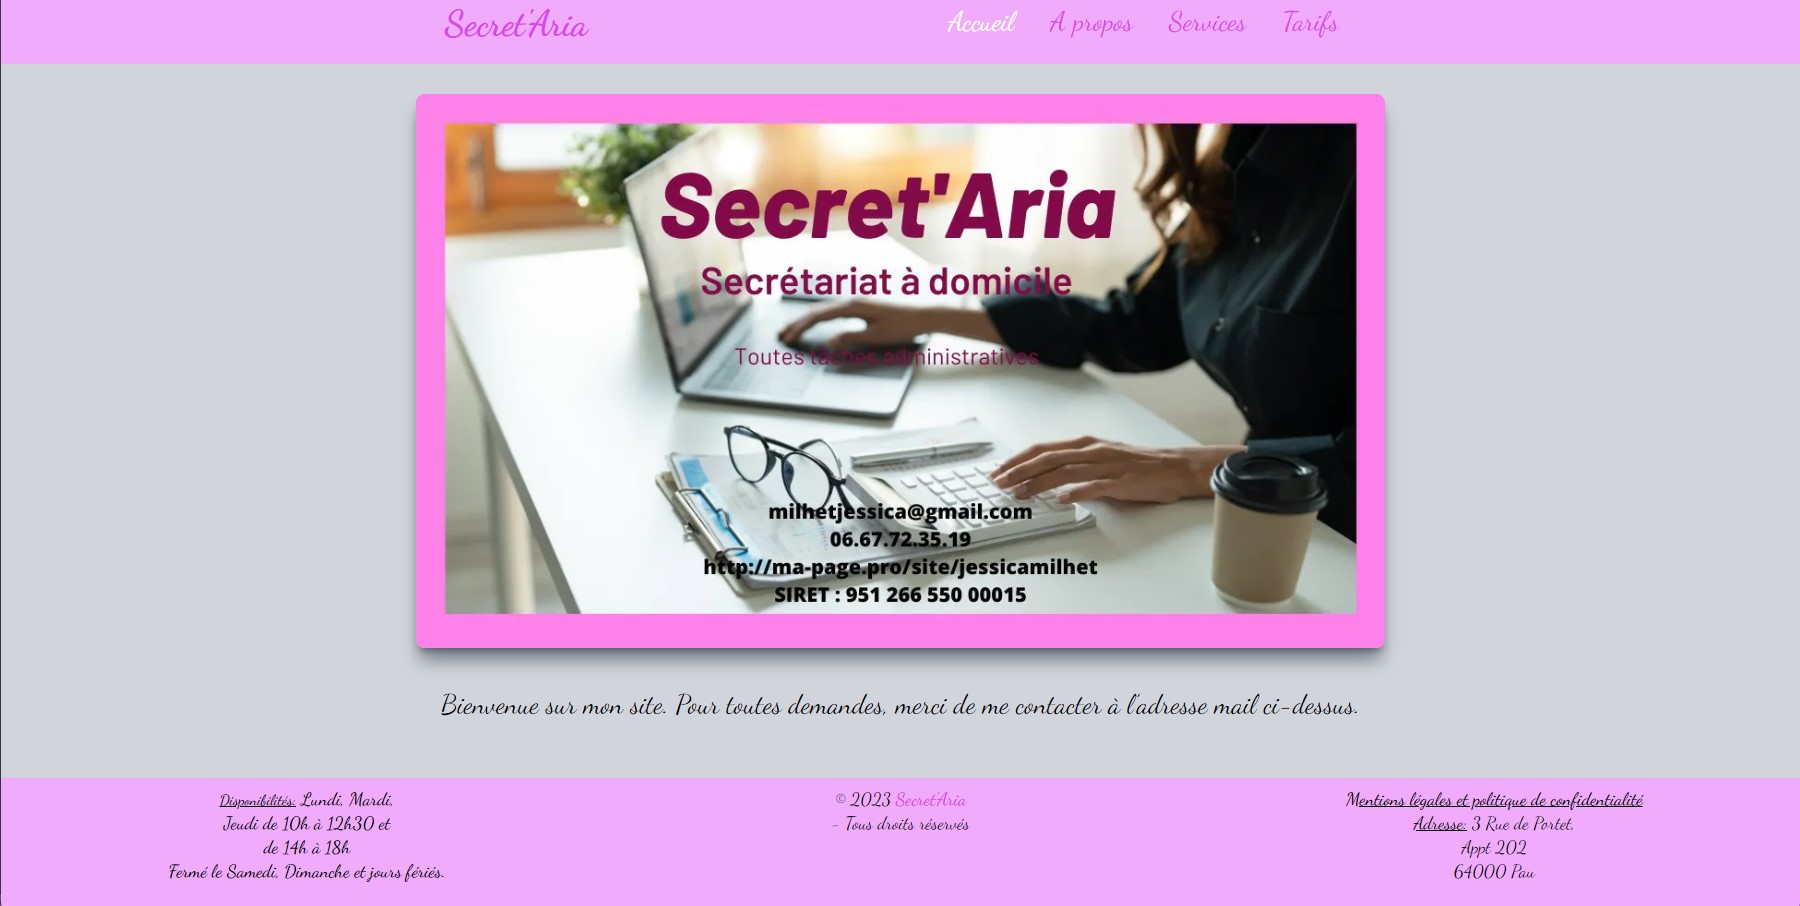 Secret'Aria
Accueil A propos Services Tarifs
Secret'Aria
Secrétariat à domicile
Toutes tâches administratives
milhetjessica@gmail.com
06.67.72.35.19
http://ma-page.pro/site/jessicamilhet
SIRET : 951 266 550 00015
Bienvenue sur mon site. Pour toutes demandes, merci de me contacter à l'adresse mail ci-dessus.
Disponibilités: Lundi, Mardi,
Jeudi de 10h à 12h30 et
de 14h à 18h
Fermé le Samedi, Dimanche et jours fériés.
© 2023 Secret'Aria
- Tous droits réservés
Mentions légales et politique de confidentialité
Adresse: 3 Rue de Portet,
Appt 202
64000 Pau